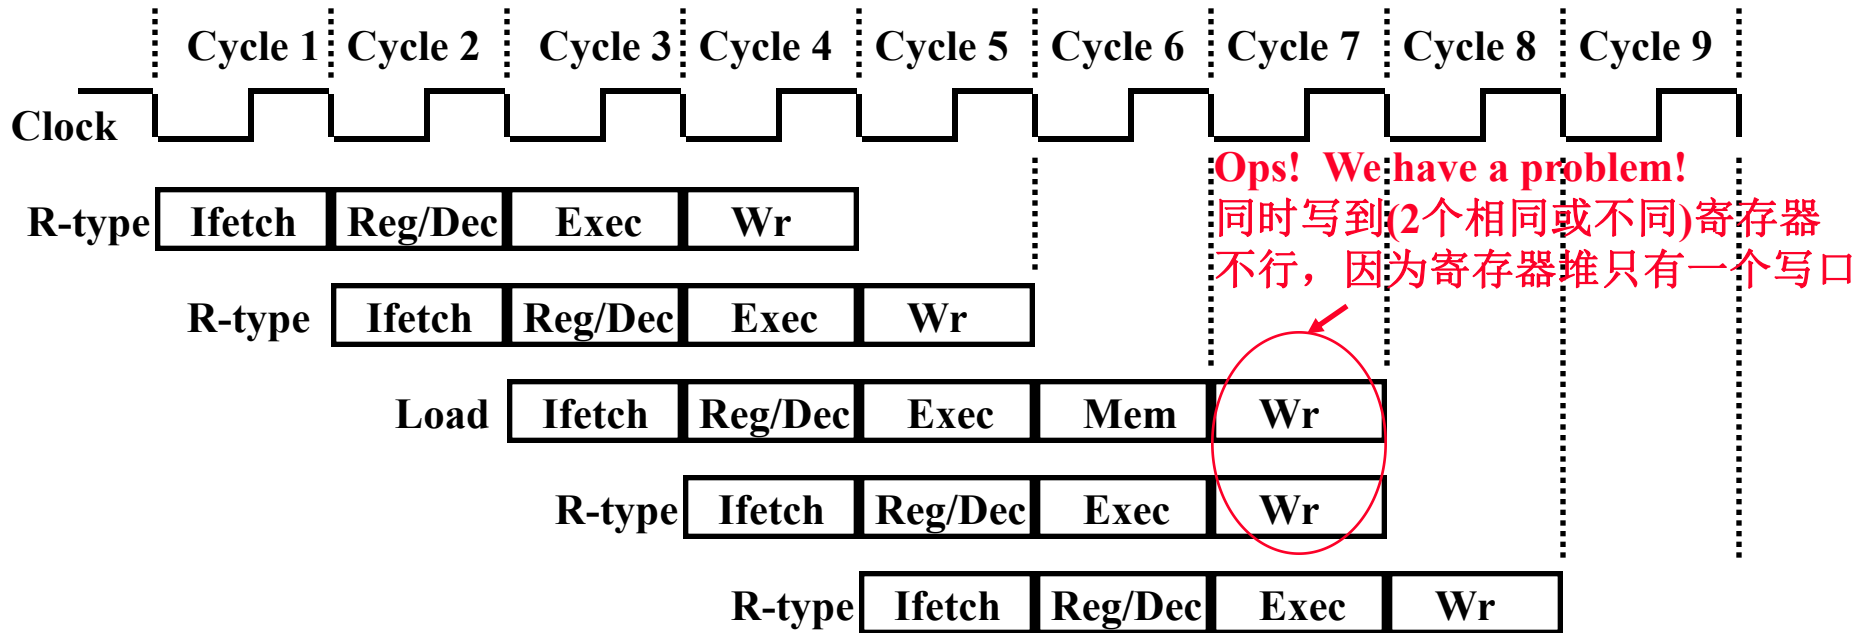 Cycle 1 Cycle 2 Cycle 3 Cycle 4 Cycle 5 Cycle 6 Cycle 7 Cycle 8 Cycle 9
Clock
Ops! We have a problem!
同时写到(2个相同或不同)寄存器
不行，因为寄存器堆只有一个写口
R-type Ifetch Reg/Dec Exec Wr
R-type Ifetch Reg/Dec Exec Wr
Load Ifetch Reg/Dec Exec Mem Wr
R-type Ifetch Reg/Dec Exec Wr
R-type Ifetch Reg/Dec Exec Wr